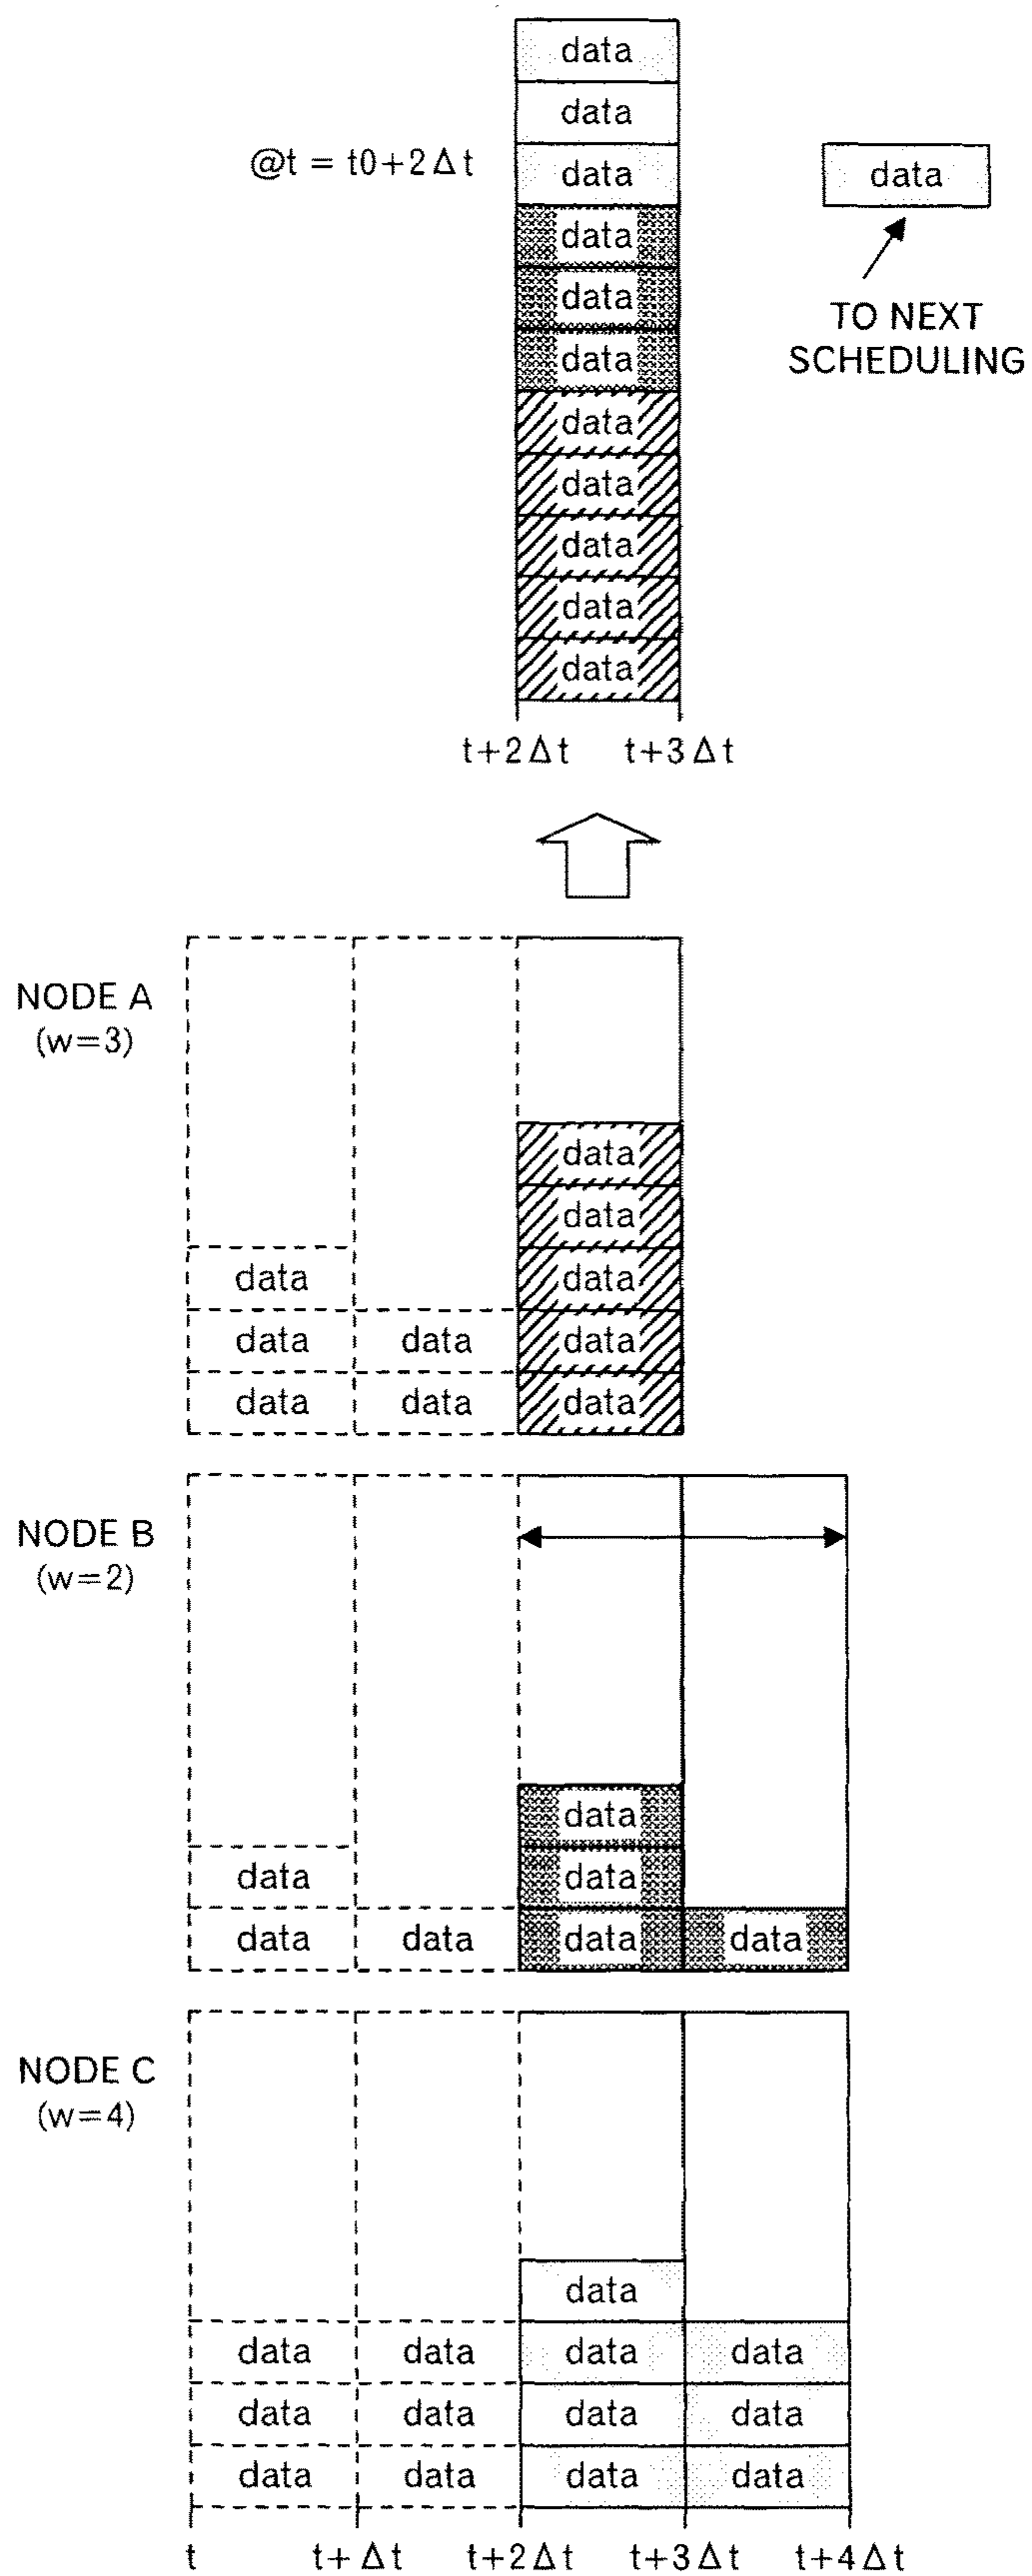 data
data
@t = t0+2Δt
data
data
data
data
data
TO NEXT
SCHEDULING
data
data
data
data
data
t+2Δt t+3Δt
NODE A
(w=3)
data
data
data data
data data data
data data data
NODE B
(w=2)
data
data data
data data data data
NODE C
(w=4)
data
data data data data
data data data data
data data data data
t t+Δt t+2Δt t+3Δt t+4Δt